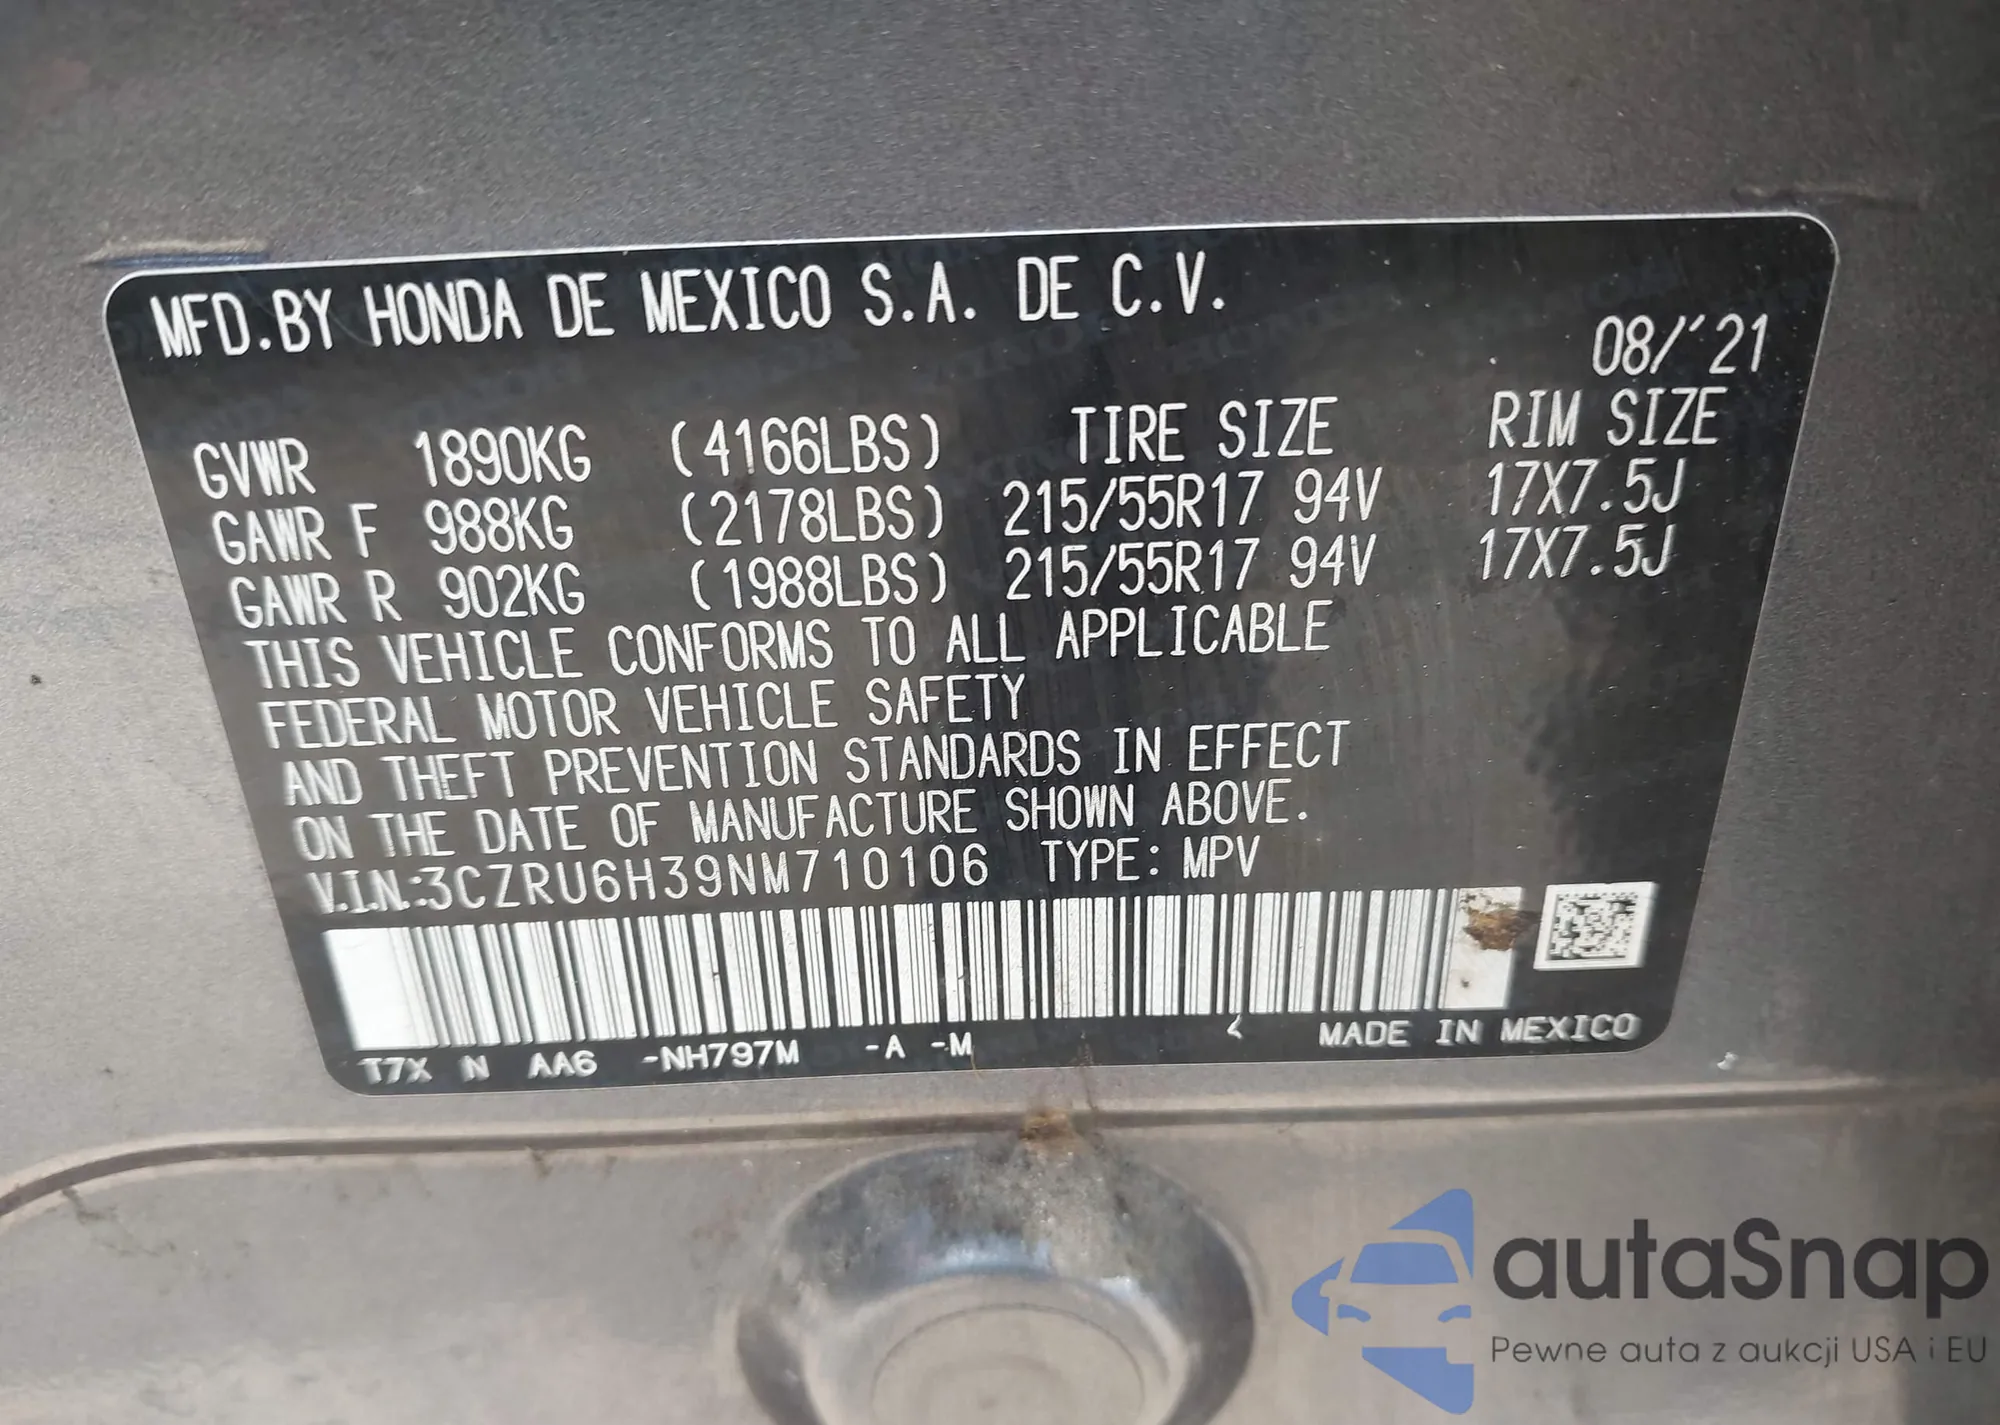 MFD.BY HONDA DE MEXICO S.A. DE C.V.
08/'21
GVWR 1890KG (4166LBS) TIRE SIZE RIM SIZE
GAWR F 988KG (2178LBS) 215/55R17 94V 17X7.5J
GAWR R 902KG (1988LBS) 215/55R17 94V 17X7.5J
THIS VEHICLE CONFORMS TO ALL APPLICABLE
FEDERAL MOTOR VEHICLE SAFETY
AND THEFT PREVENTION STANDARDS IN EFFECT
ON THE DATE OF MANUFACTURE SHOWN ABOVE.
V.I.N.:3CZRU6H39NM710106 TYPE: MPV
T7X N AA6 -NH797M -A -M MADE IN MEXICO
autaSnap
Pewne auta z aukcji USA i EU